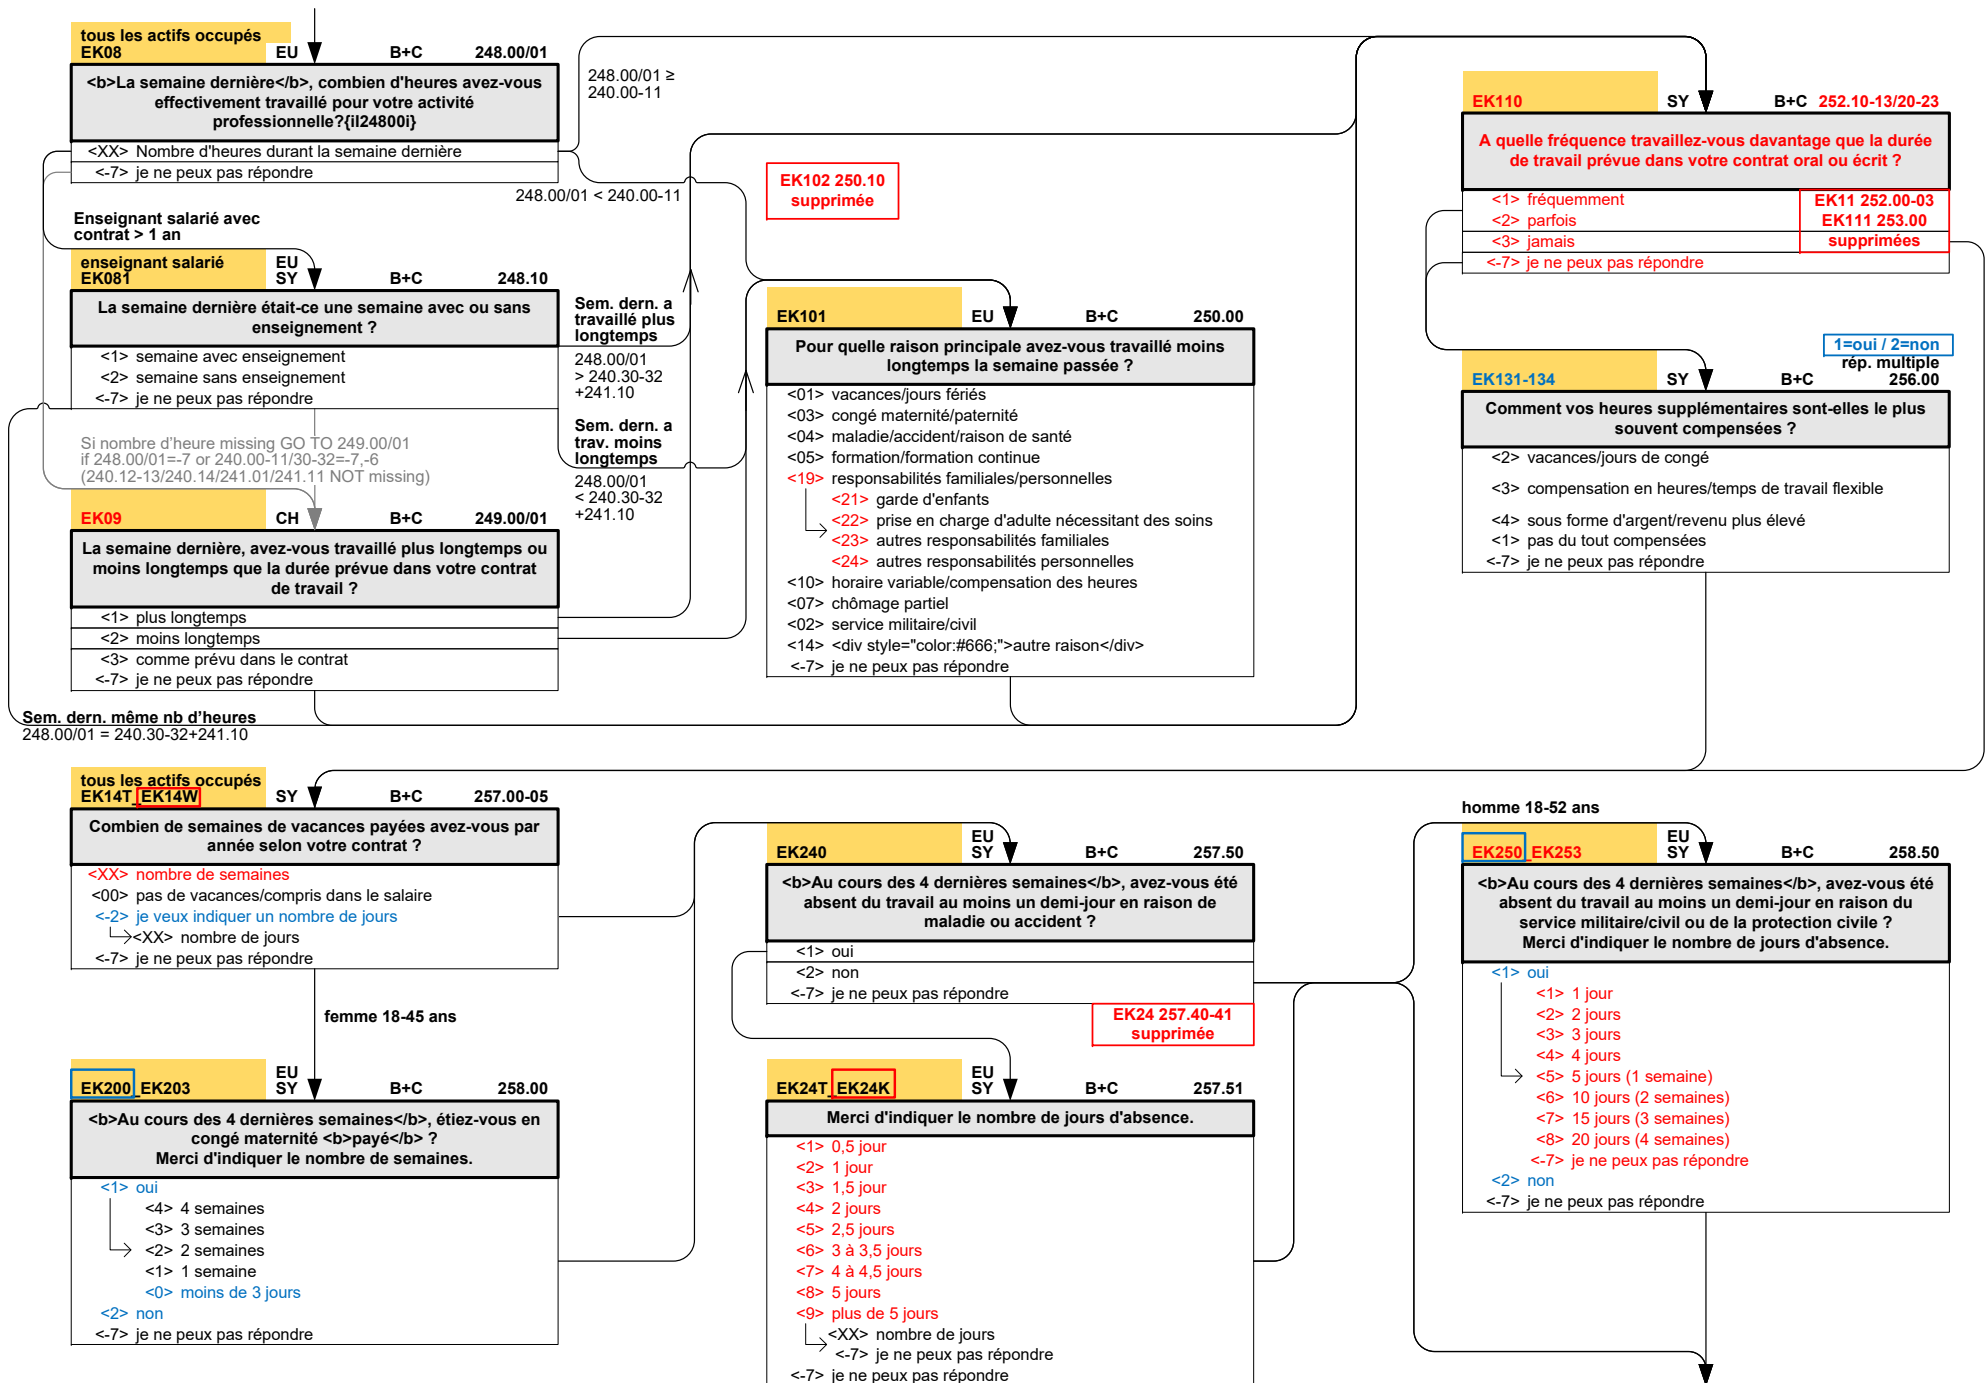 tous les actifs occupés
EK08 EU B+C 248.00/01
<b>La semaine dernière</b>, combien d'heures avez-vous
effectivement travaillé pour votre activité
professionnelle?{il24800i}
<XX> Nombre d'heures durant la semaine dernière
<-7> je ne peux pas répondre
248.00/01 ≥
240.00-11
248.00/01 < 240.00-11
Enseignant salarié avec
contrat > 1 an
enseignant salarié EU
EK081 SY B+C 248.10
La semaine dernière était-ce une semaine avec ou sans
enseignement ?
<1> semaine avec enseignement
<2> semaine sans enseignement
<-7> je ne peux pas répondre
Sem. dern. a
travaillé plus
longtemps
248.00/01
> 240.30-32
+241.10
Sem. dern. a
trav. moins
longtemps
248.00/01
< 240.30-32
+241.10
Si nombre d'heure missing GO TO 249.00/01
if 248.00/01=-7 or 240.00-11/30-32=-7,-6
(240.12-13/240.14/241.01/241.11 NOT missing)
EK09 CH B+C 249.00/01
La semaine dernière, avez-vous travaillé plus longtemps ou
moins longtemps que la durée prévue dans votre contrat
de travail ?
<1> plus longtemps
<2> moins longtemps
<3> comme prévu dans le contrat
<-7> je ne peux pas répondre
Sem. dern. même nb d'heures
248.00/01 = 240.30-32+241.10
EK102 250.10
supprimée
EK101 EU B+C 250.00
Pour quelle raison principale avez-vous travaillé moins
longtemps la semaine passée ?
<01> vacances/jours fériés
<03> congé maternité/paternité
<04> maladie/accident/raison de santé
<05> formation/formation continue
<19> responsabilités familiales/personnelles
<21> garde d'enfants
<22> prise en charge d'adulte nécessitant des soins
<23> autres responsabilités familiales
<24> autres responsabilités personnelles
<10> horaire variable/compensation des heures
<07> chômage partiel
<02> service militaire/civil
<14> <div style="color:#666;">autre raison</div>
<-7> je ne peux pas répondre
EK110 SY B+C 252.10-13/20-23
A quelle fréquence travaillez-vous davantage que la durée
de travail prévue dans votre contrat oral ou écrit ?
<1> fréquemment
<2> parfois
<3> jamais
<-7> je ne peux pas répondre
EK11 252.00-03
EK111 253.00
supprimées
1=oui / 2=non
rép. multiple
EK131-134 SY B+C 256.00
Comment vos heures supplémentaires sont-elles le plus
souvent compensées ?
<2> vacances/jours de congé
<3> compensation en heures/temps de travail flexible
<4> sous forme d'argent/revenu plus élevé
<1> pas du tout compensées
<-7> je ne peux pas répondre
tous les actifs occupés
EK14T_EK14W SY B+C 257.00-05
Combien de semaines de vacances payées avez-vous par
année selon votre contrat ?
<XX> nombre de semaines
<00> pas de vacances/compris dans le salaire
<-2> je veux indiquer un nombre de jours
<XX> nombre de jours
<-7> je ne peux pas répondre
femme 18-45 ans
EU
EK200_EK203 SY B+C 258.00
<b>Au cours des 4 dernières semaines</b>, étiez-vous en
congé maternité <b>payé</b> ?
Merci d'indiquer le nombre de semaines.
<1> oui
<4> 4 semaines
<3> 3 semaines
<2> 2 semaines
<1> 1 semaine
<0> moins de 3 jours
<2> non
<-7> je ne peux pas répondre
EU
EK240 SY B+C 257.50
<b>Au cours des 4 dernières semaines</b>, avez-vous été
absent du travail au moins un demi-jour en raison de
maladie ou accident ?
<1> oui
<2> non
<-7> je ne peux pas répondre
EK24 257.40-41
supprimée
EU
EK24T_EK24K SY B+C 257.51
Merci d'indiquer le nombre de jours d'absence.
<1> 0,5 jour
<2> 1 jour
<3> 1,5 jour
<4> 2 jours
<5> 2,5 jours
<6> 3 à 3,5 jours
<7> 4 à 4,5 jours
<8> 5 jours
<9> plus de 5 jours
<XX> nombre de jours
<-7> je ne peux pas répondre
<-7> je ne peux pas répondre
homme 18-52 ans
EU
EK250_EK253 SY B+C 258.50
<b>Au cours des 4 dernières semaines</b>, avez-vous été
absent du travail au moins un demi-jour en raison du
service militaire/civil ou de la protection civile ?
Merci d'indiquer le nombre de jours d'absence.
<1> oui
<1> 1 jour
<2> 2 jours
<3> 3 jours
<4> 4 jours
<5> 5 jours (1 semaine)
<6> 10 jours (2 semaines)
<7> 15 jours (3 semaines)
<8> 20 jours (4 semaines)
<-7> je ne peux pas répondre
<2> non
<-7> je ne peux pas répondre